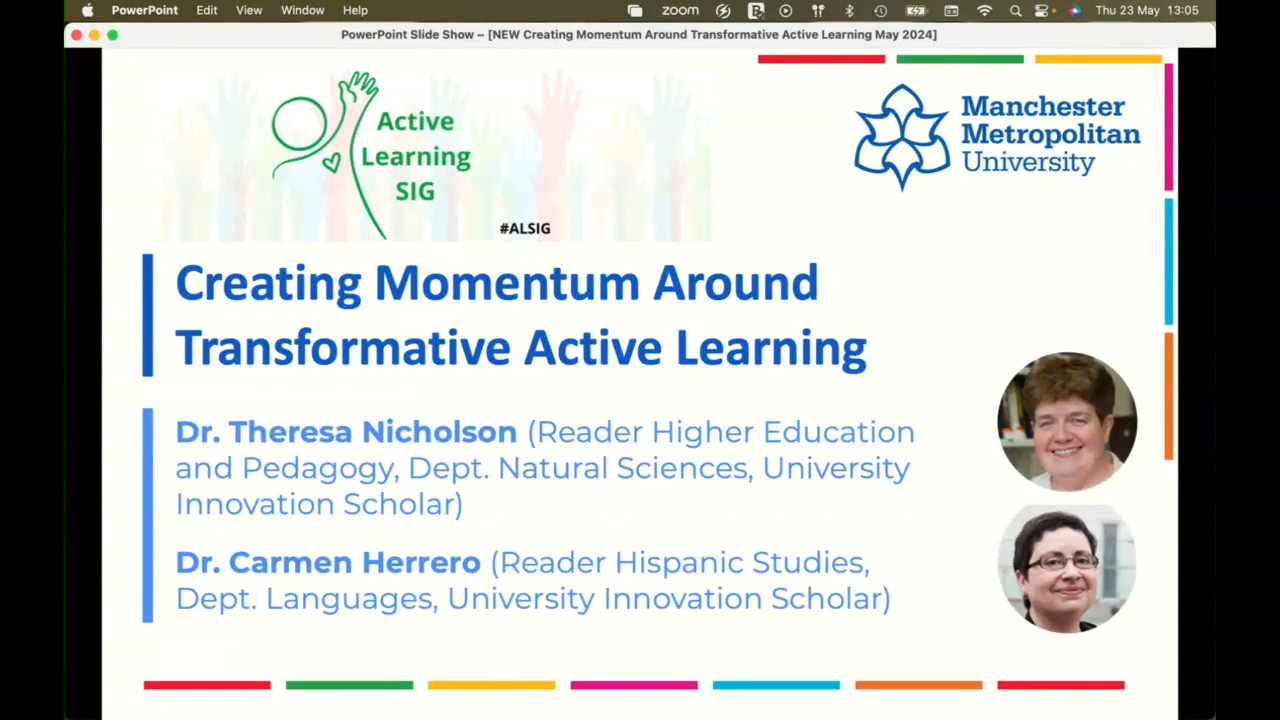 PowerPoint Edit View Window Help zoom Thu 23 May 13:05
PowerPoint Slide Show – [NEW Creating Momentum Around Transformative Active Learning May 2024]
Active
Learning
SIG
#ALSIG
Manchester
Metropolitan
University
Creating Momentum Around
Transformative Active Learning
Dr. Theresa Nicholson (Reader Higher Education
and Pedagogy, Dept. Natural Sciences, University
Innovation Scholar)
Dr. Carmen Herrero (Reader Hispanic Studies,
Dept. Languages, University Innovation Scholar)